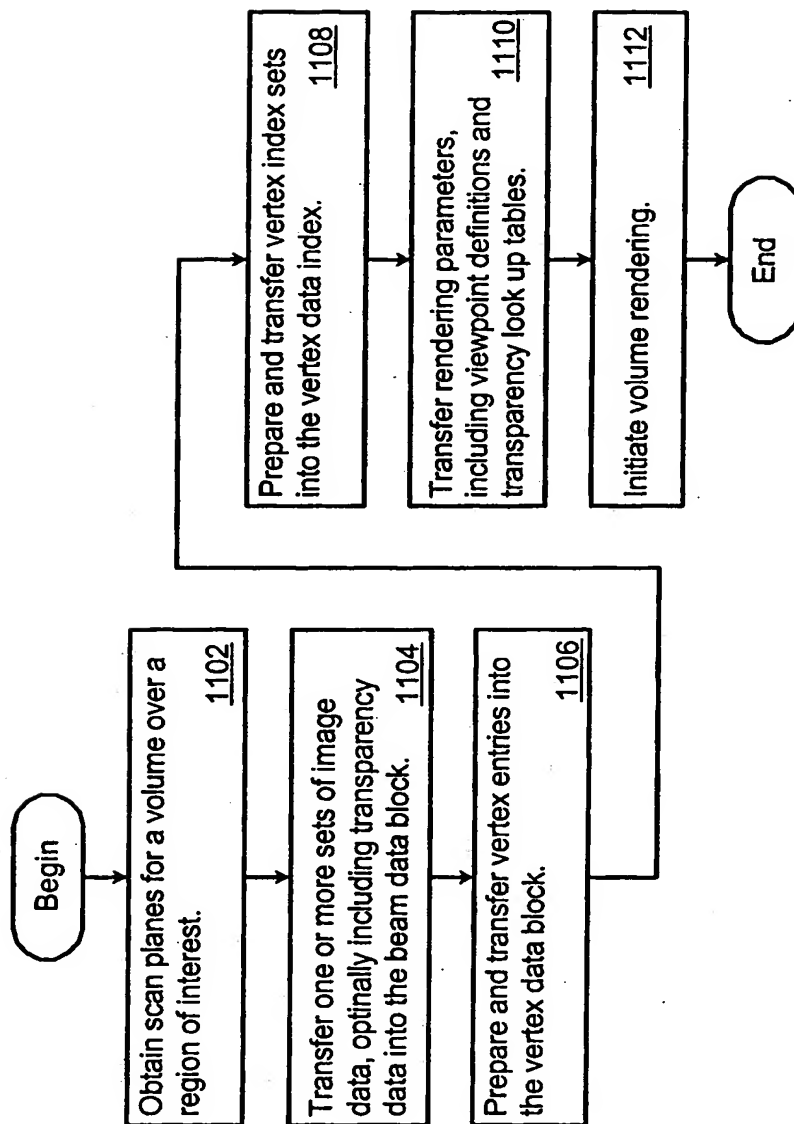 Begin
Obtain scan planes for a volume over a
region of interest.
1102
Transfer one or more sets of image
data, optinally including transparency
data into the beam data block.
1104
Prepare and transfer vertex entries into
the vertex data block.
1106
Prepare and transfer vertex index sets
into the vertex data index.
1108
Transfer rendering parameters,
including viewpoint definitions and
transparency look up tables.
1110
Initiate volume rendering.
1112
End